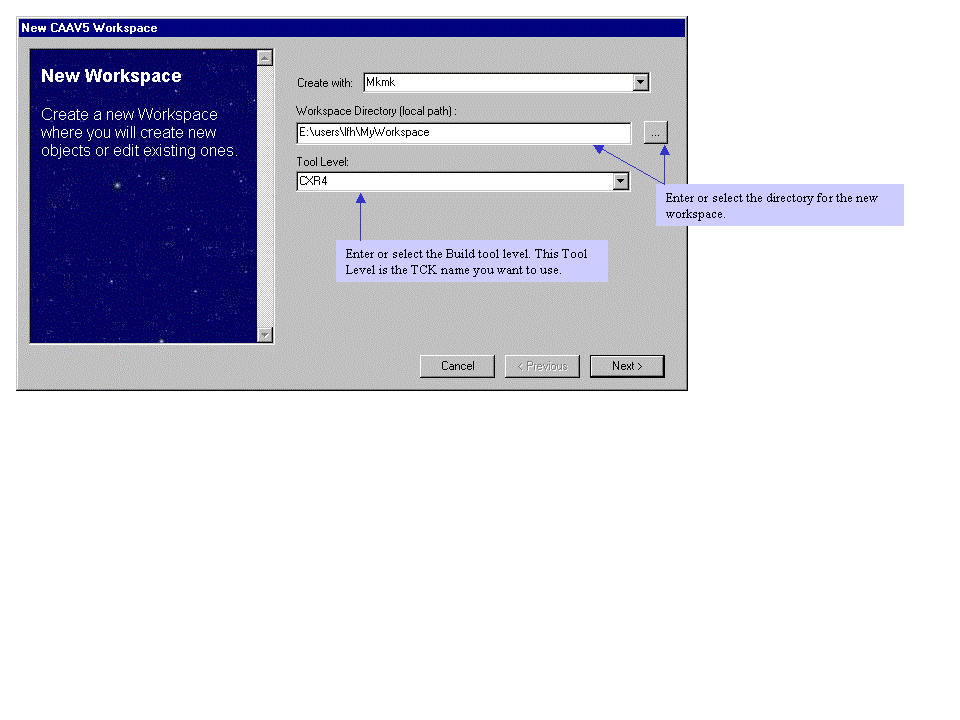 New CAAV5 Workspace
New Workspace
Create a new Workspace
where you will create new
objects or edit existing ones.
Create with:
Mkmk
Workspace Directory (local path) :
E:\users\lfh\MyWorkspace
...
Tool Level:
CXR4
Enter or select the directory for the new
workspace.
Enter or select the Build tool level. This Tool
Level is the TCK name you want to use.
Cancel
< Previous
Next >